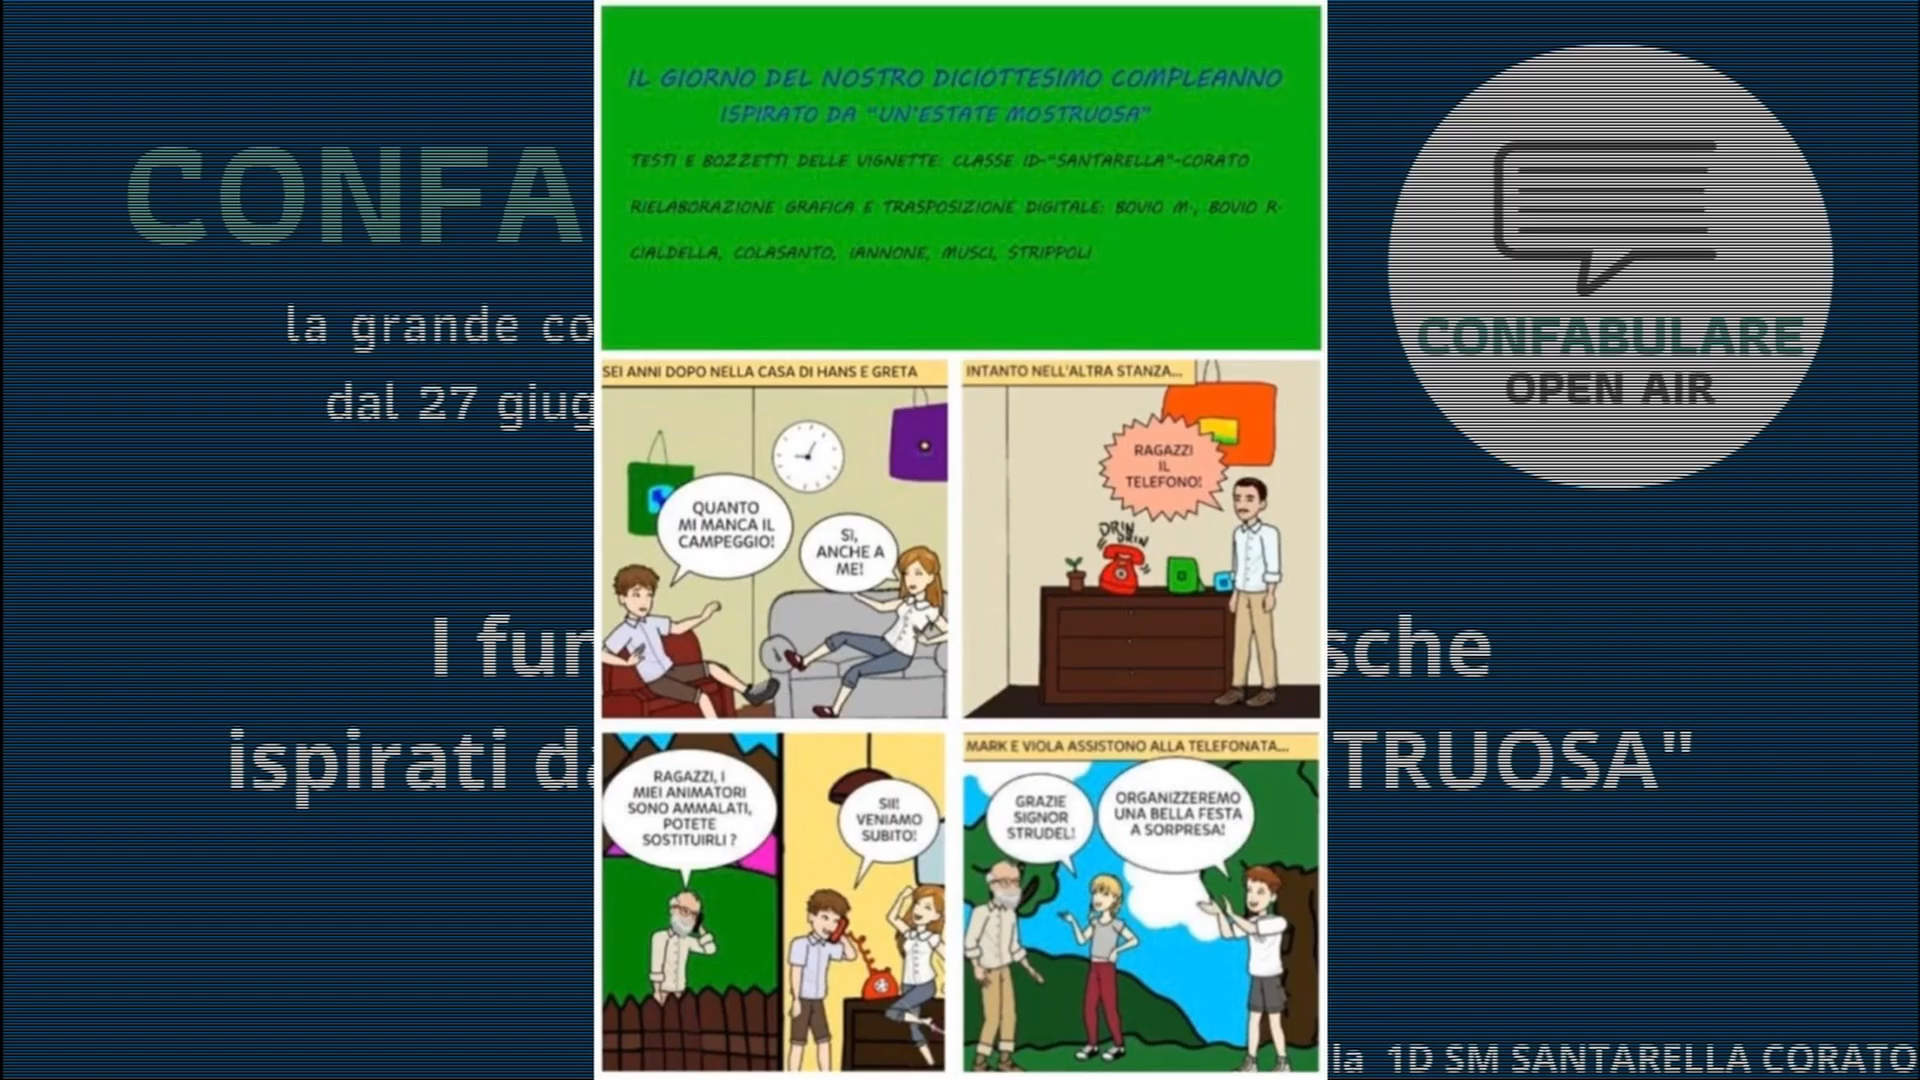 IL GIORNO DEL NOSTRO DICIOTTESIMO COMPLEANNO
ISPIRATO DA "UN'ESTATE MOSTRUOSA"
TESTI E BOZZETTI DELLE VIGNETTE: CLASSE 1D-"SANTARELLA"-CORATO
RIELABORAZIONE GRAFICA E TRASPOSIZIONE DIGITALE: BOVIO M., BOVIO R.
CIALDELLA, COLASANTO, IANNONE, MUSCI, STRIPPOLI
SEI ANNI DOPO NELLA CASA DI HANS E GRETA
QUANTO
MI MANCA IL
CAMPEGGIO!
SÌ,
ANCHE A
ME!
INTANTO NELL'ALTRA STANZA...
RAGAZZI
IL
TELEFONO!
DRIN
DRIN
RAGAZZI, I
MIEI ANIMATORI
SONO AMMALATI,
POTETE
SOSTITUIRLI ?
SII!
VENIAMO
SUBITO!
MARK E VIOLA ASSISTONO ALLA TELEFONATA...
GRAZIE
SIGNOR
STRUDEL!
ORGANIZZEREMO
UNA BELLA FESTA
A SORPRESA!
CONFA
la grande co
dal 27 giug
I fum
sche
ispirati da
TRUOSA"
CONFABULARE
OPEN AIR
la 1D SM SANTARELLA CORATO